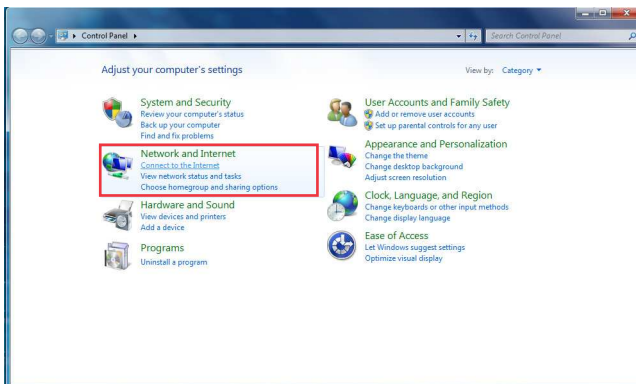 Control Panel
Search Control Panel
Adjust your computer's settings
View by: Category
System and Security
Review your computer's status
Back up your computer
Find and fix problems
Network and Internet
Connect to the Internet
View network status and tasks
Choose homegroup and sharing options
Hardware and Sound
View devices and printers
Add a device
Programs
Uninstall a program
User Accounts and Family Safety
Add or remove user accounts
Set up parental controls for any user
Appearance and Personalization
Change the theme
Change desktop background
Adjust screen resolution
Clock, Language, and Region
Change keyboards or other input methods
Change display language
Ease of Access
Let Windows suggest settings
Optimize visual display